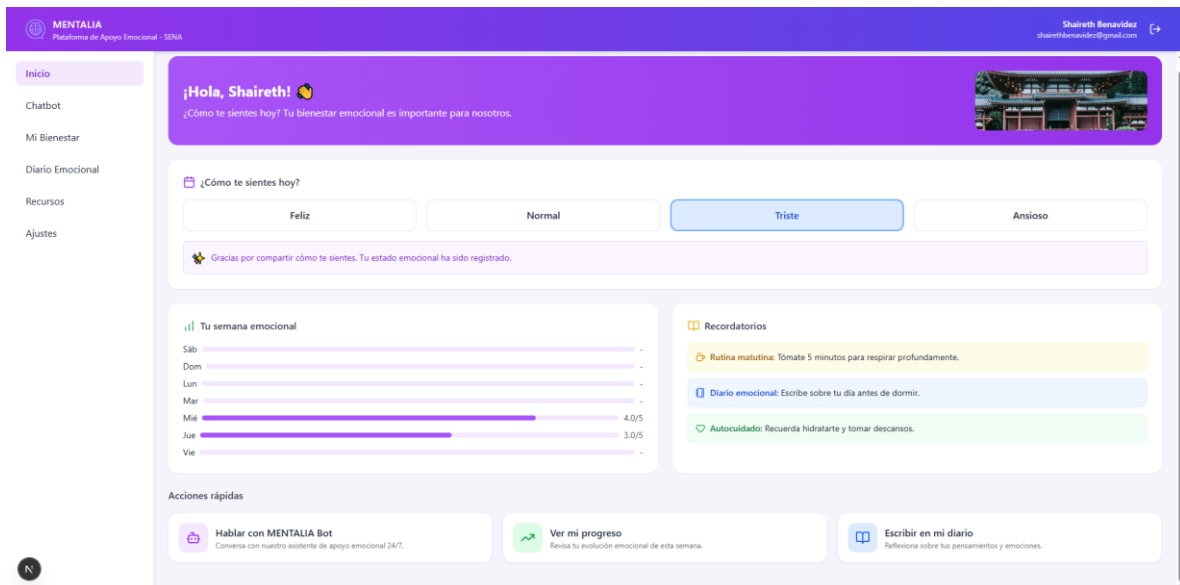 MENTALIA
Plataforma de Apoyo Emocional - SENA
Shaireth Benavidez
shairethbenavidez@gmail.com
Inicio
Chatbot
Mi Bienestar
Diario Emocional
Recursos
Ajustes
¡Hola, Shaireth! 👋
¿Cómo te sientes hoy? Tu bienestar emocional es importante para nosotros.
¿Cómo te sientes hoy?
Feliz
Normal
Triste
Ansioso
Gracias por compartir cómo te sientes. Tu estado emocional ha sido registrado.
Tu semana emocional
Sáb -
Dom -
Lun -
Mar -
Mié 4.0/5
Jue 3.0/5
Vie -
Recordatorios
Rutina matutina: Tómate 5 minutos para respirar profundamente.
Diario emocional: Escribe sobre tu día antes de dormir.
Autocuidado: Recuerda hidratarte y tomar descansos.
Acciones rápidas
Hablar con MENTALIA Bot
Conversa con nuestro asistente de apoyo emocional 24/7.
Ver mi progreso
Revisa tu evolución emocional de esta semana.
Escribir en mi diario
Reflexiona sobre tus pensamientos y emociones.
N